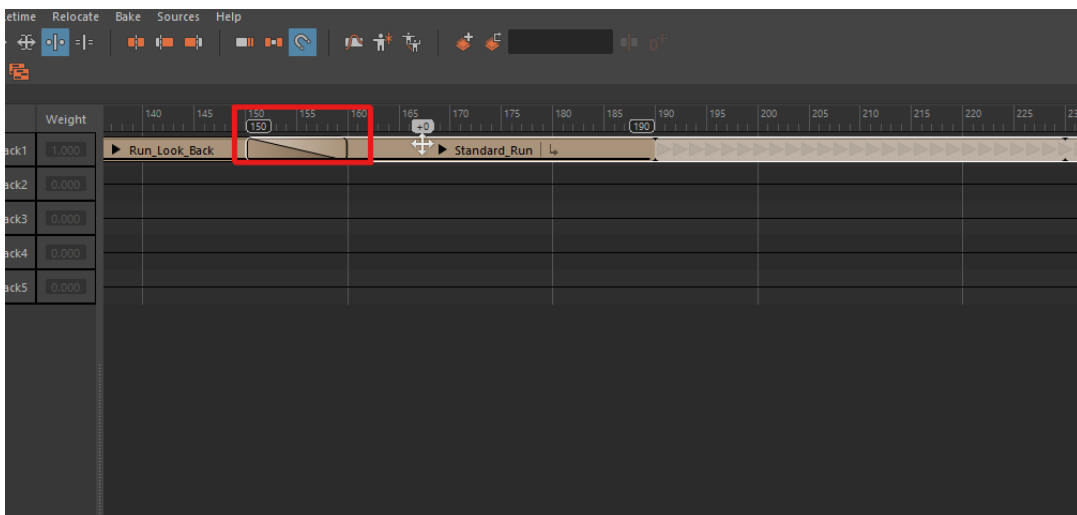 etime Relocate Bake Sources Help
Weight
140 145 150 155 160 165 170 175 180 185 190 195 200 205 210 215 220 225 23
150 +0 190
ack1 1.000 Run_Look_Back Standard_Run
ack2 0.000
ack3 0.000
ack4 0.000
ack5 0.000